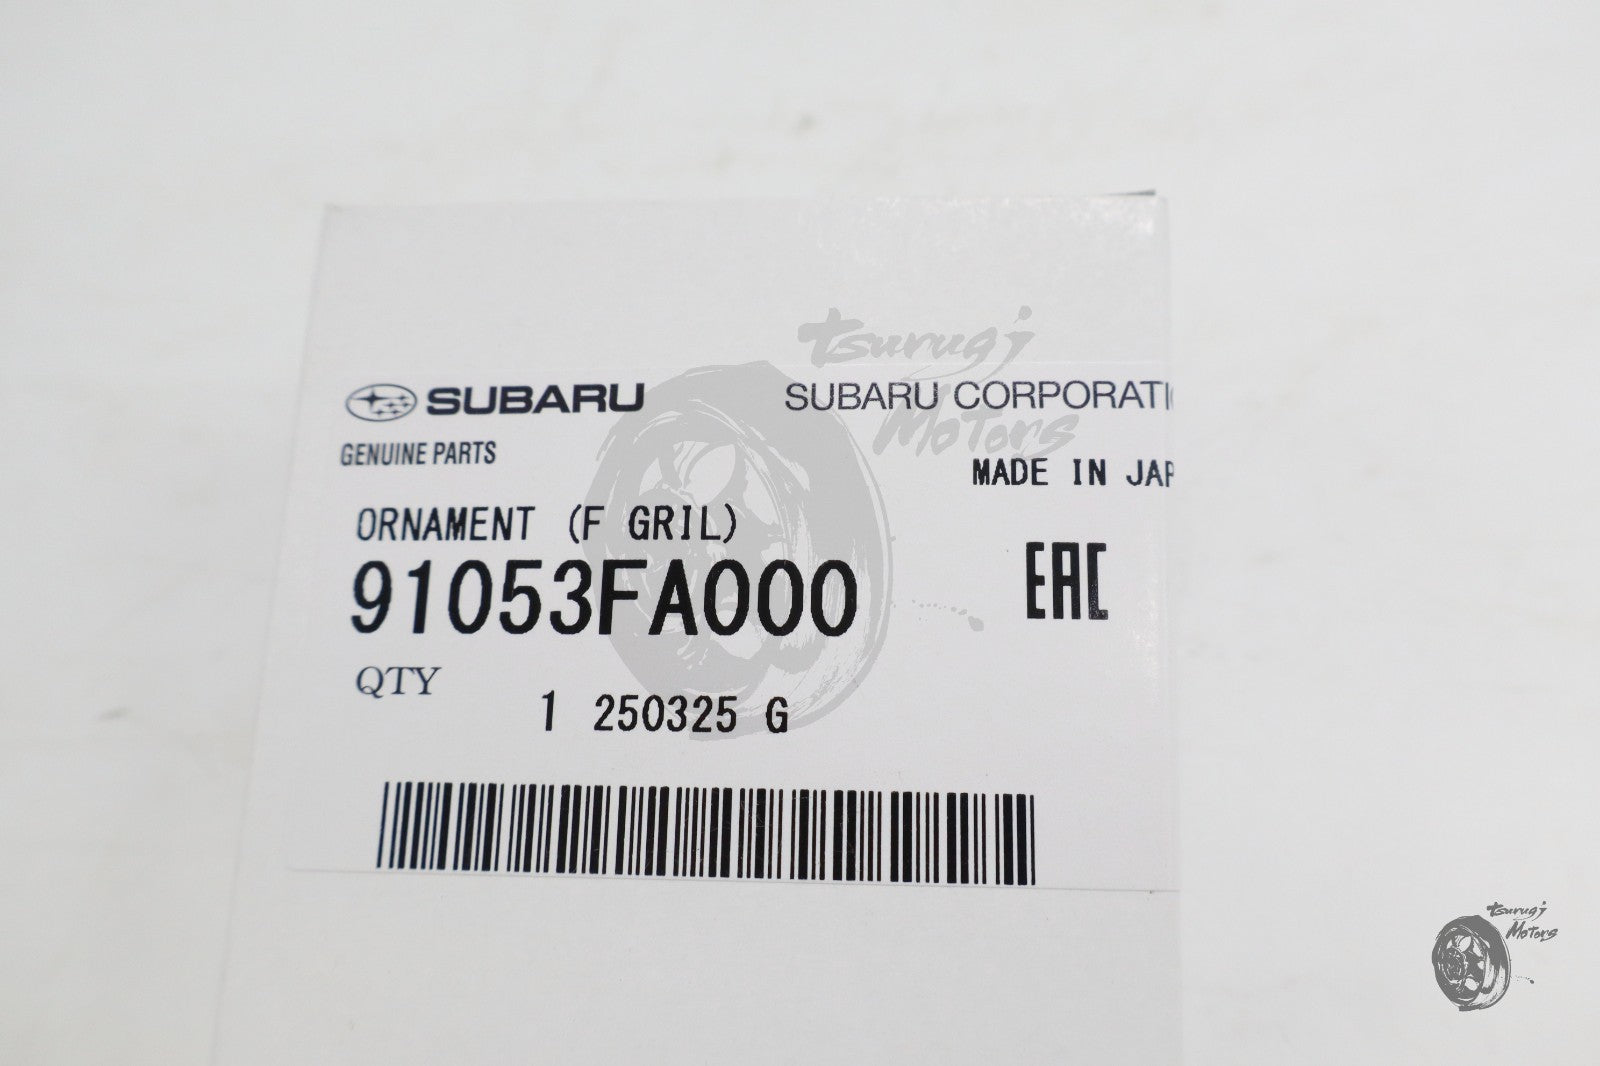 tsurugi
Motors
SUBARU
SUBARU CORPORATI
GENUINE PARTS
MADE IN JAP
ORNAMENT (F GRIL)
91053FA000
EAC
QTY
1 250325 G
tsurugi
Motors